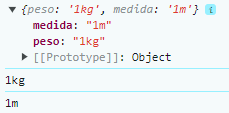 ▼ {peso: '1kg', medida: '1m'} i
medida: "1m"
peso: "1kg"
▶ [[Prototype]]: Object
1kg
1m